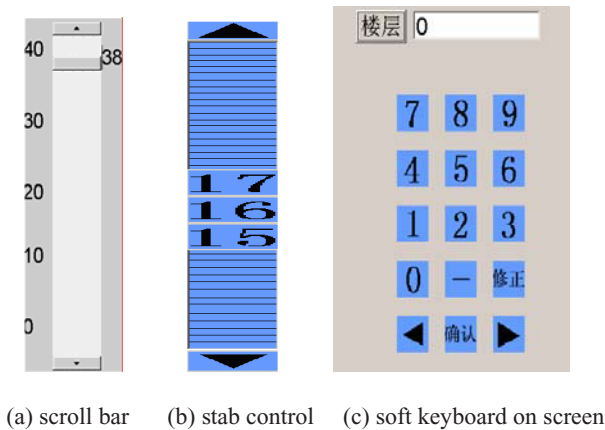 40
38
30
20
10
0
17
16
15
楼层 0
7 8 9
4 5 6
1 2 3
0 － 修正
确认
(a) scroll bar (b) stab control (c) soft keyboard on screen